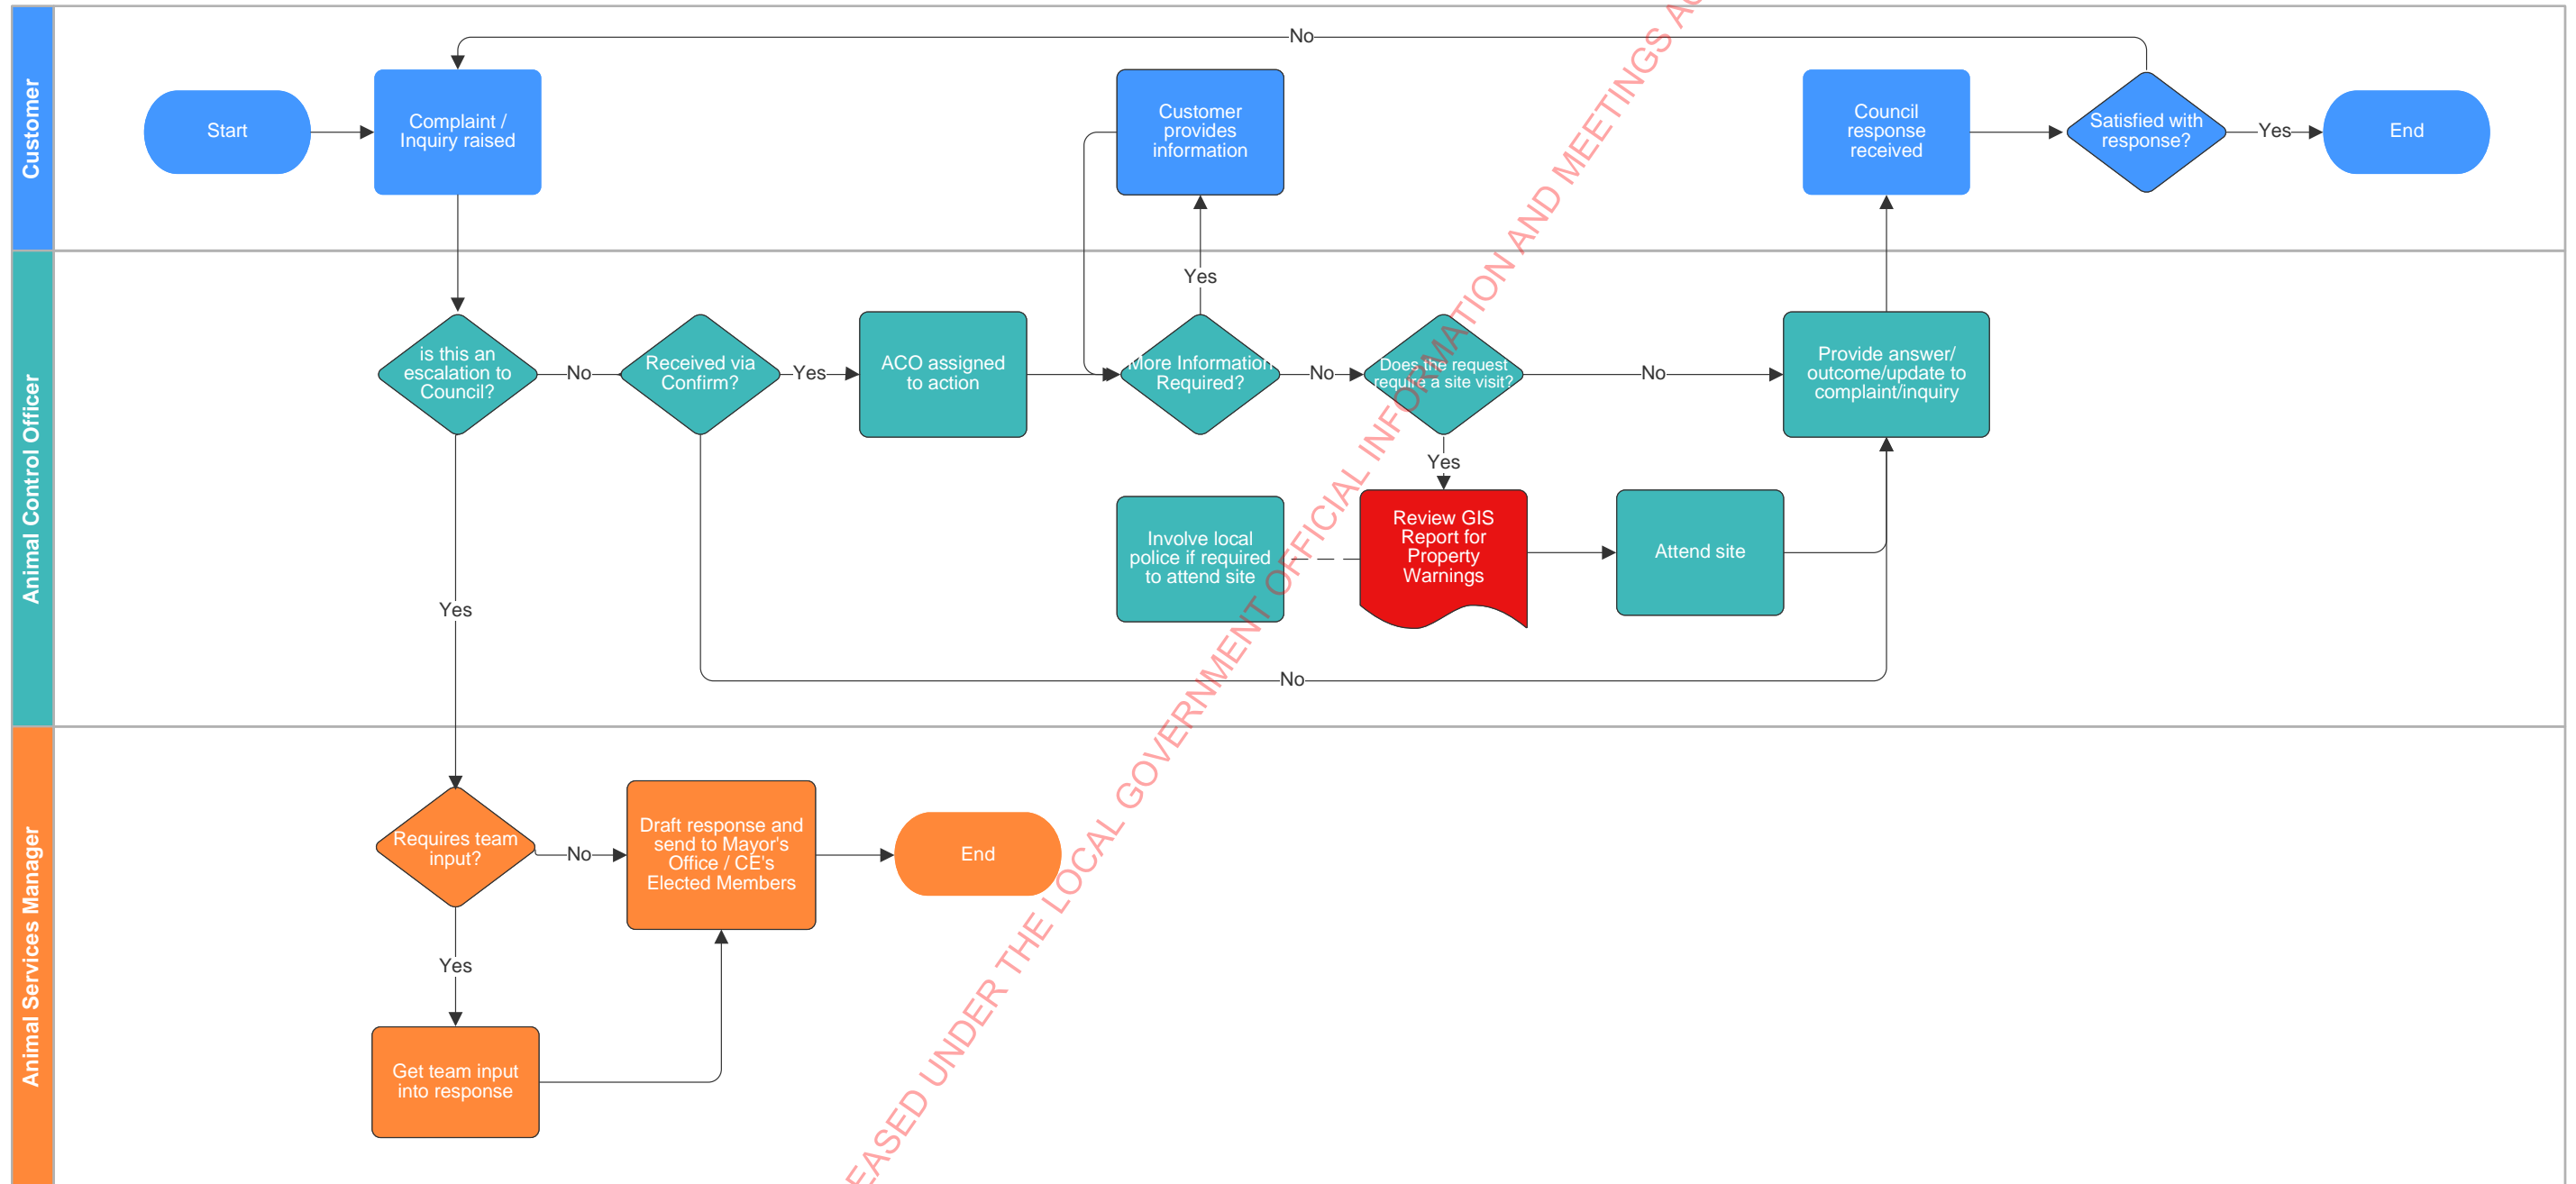 Customer
No
Start
Complaint /
Inquiry raised
Customer
provides
information
Council
response
received
Satisfied with
response?
Yes
End
Animal Control Officer
Yes
is this an
escalation to
Council?
No
Received via
Confirm?
Yes
ACO assigned
to action
More Information
Required?
No
Does the request
require a site visit?
No
Provide answer/
outcome/update to
complaint/inquiry
Yes
Involve local
police if required
to attend site
Review GIS
Report for
Property
Warnings
Attend site
Yes
No
Animal Services Manager
Requires team
input?
No
Draft response and
send to Mayor's
Office / CE's
Elected Members
End
Yes
Get team input
into response
UNDER THE LOCAL GOVERNMENT OFFICIAL INFORMATION AND MEETINGS